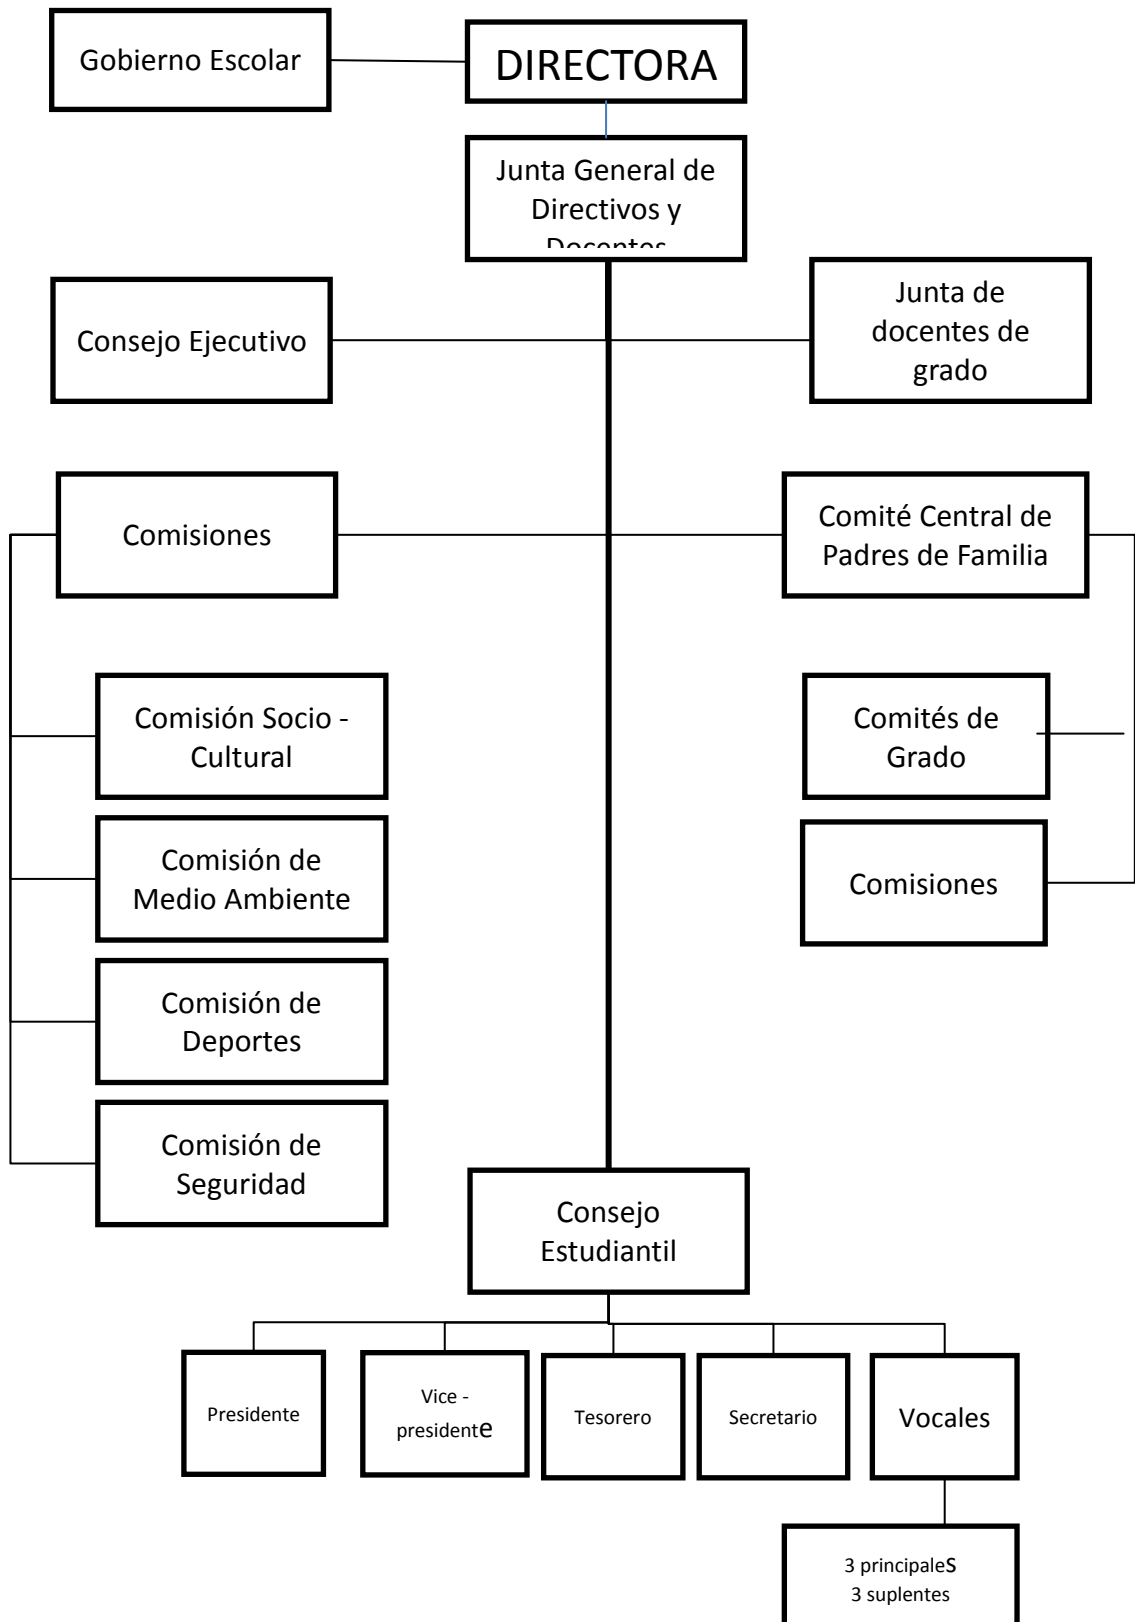 Gobierno Escolar
DIRECTORA
Junta General de
Directivos y
Docentes
Consejo Ejecutivo
Junta de
docentes de
grado
Comisiones
Comité Central de
Padres de Familia
Comisión Socio -
Cultural
Comités de
Grado
Comisión de
Medio Ambiente
Comisiones
Comisión de
Deportes
Comisión de
Seguridad
Consejo
Estudiantil
Presidente
Vice -
presidente
Tesorero
Secretario
Vocales
3 principales
3 suplentes